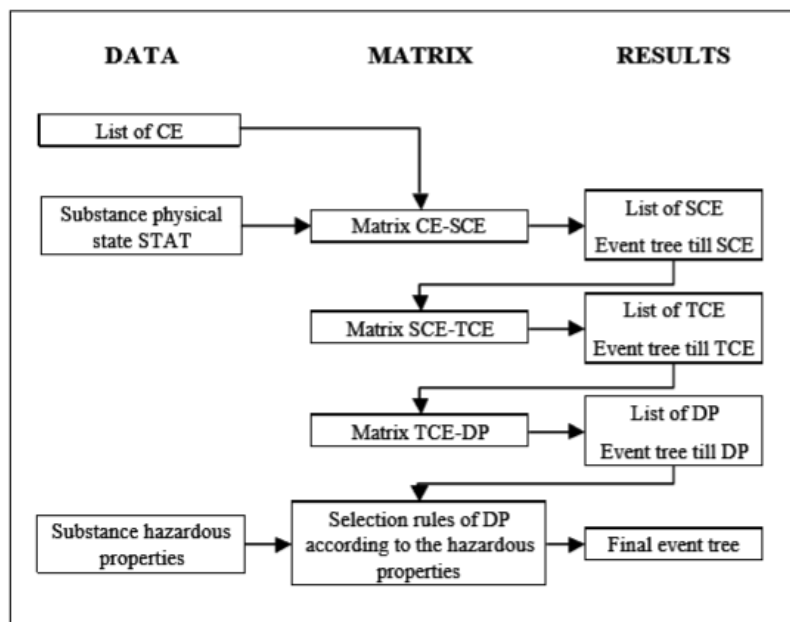 DATA MATRIX RESULTS
List of CE
Substance physical
state STAT
Matrix CE-SCE
List of SCE
Event tree till SCE
Matrix SCE-TCE
List of TCE
Event tree till TCE
Matrix TCE-DP
List of DP
Event tree till DP
Substance hazardous
properties
Selection rules of DP
according to the hazardous
properties
Final event tree